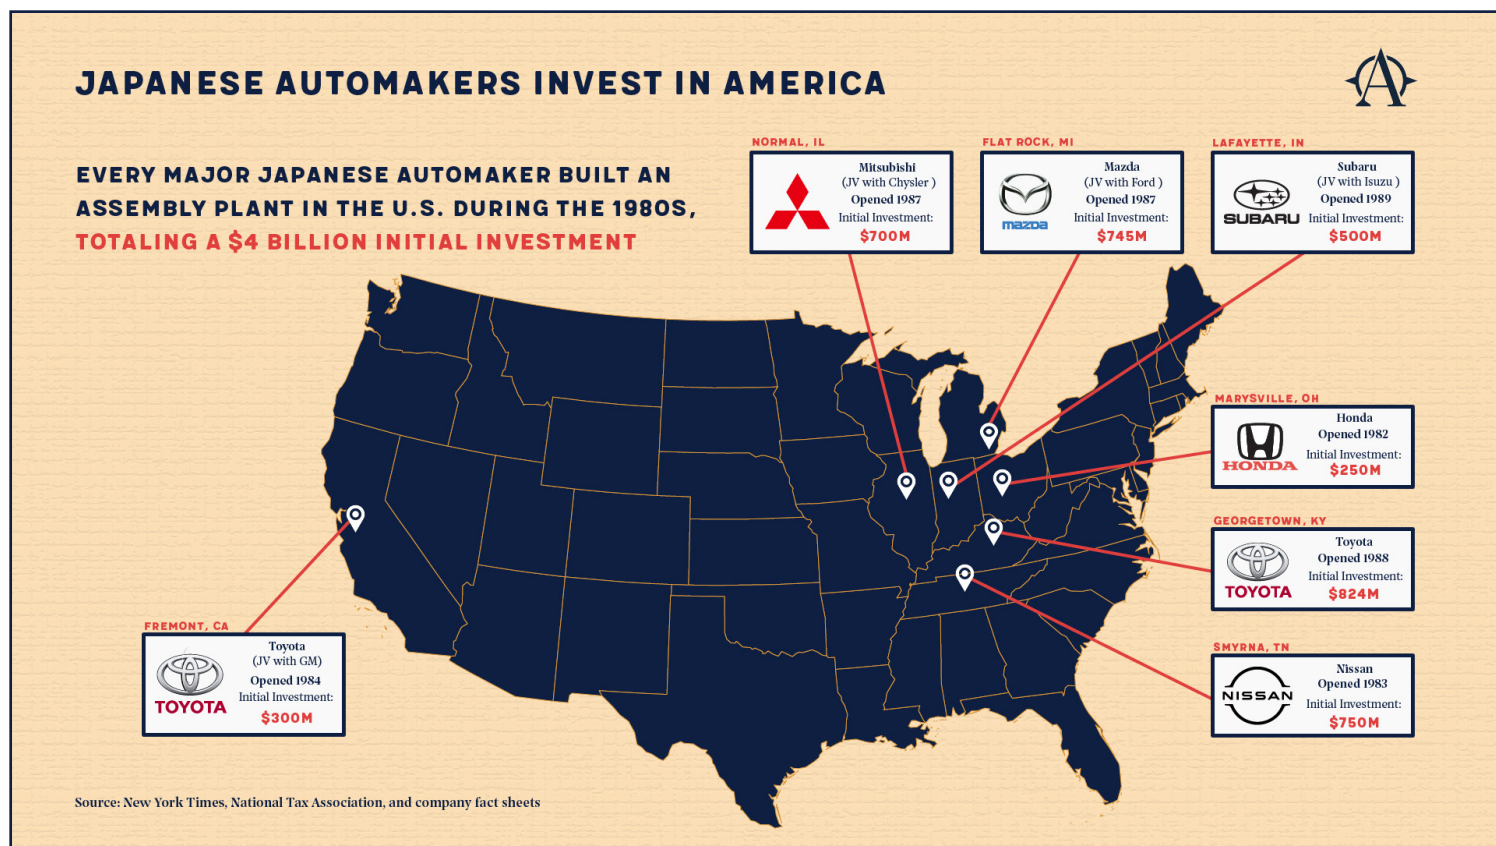 JAPANESE AUTOMAKERS INVEST IN AMERICA
A
EVERY MAJOR JAPANESE AUTOMAKER BUILT AN
ASSEMBLY PLANT IN THE U.S. DURING THE 1980S,
TOTALING A $4 BILLION INITIAL INVESTMENT
NORMAL, IL
Mitsubishi
(JV with Chrysler )
Opened 1987
Initial Investment:
$700M
FLAT ROCK, MI
mazda
Mazda
(JV with Ford )
Opened 1987
Initial Investment:
$745M
LAFAYETTE, IN
SUBARU
Subaru
(JV with Isuzu )
Opened 1989
Initial Investment:
$500M
MARYSVILLE, OH
HONDA
Honda
Opened 1982
Initial Investment:
$250M
GEORGETOWN, KY
TOYOTA
Toyota
Opened 1988
Initial Investment:
$824M
SMYRNA, TN
NISSAN
Nissan
Opened 1983
Initial Investment:
$750M
FREMONT, CA
TOYOTA
Toyota
(JV with GM)
Opened 1984
Initial Investment:
$300M
Source: New York Times, National Tax Association, and company fact sheets